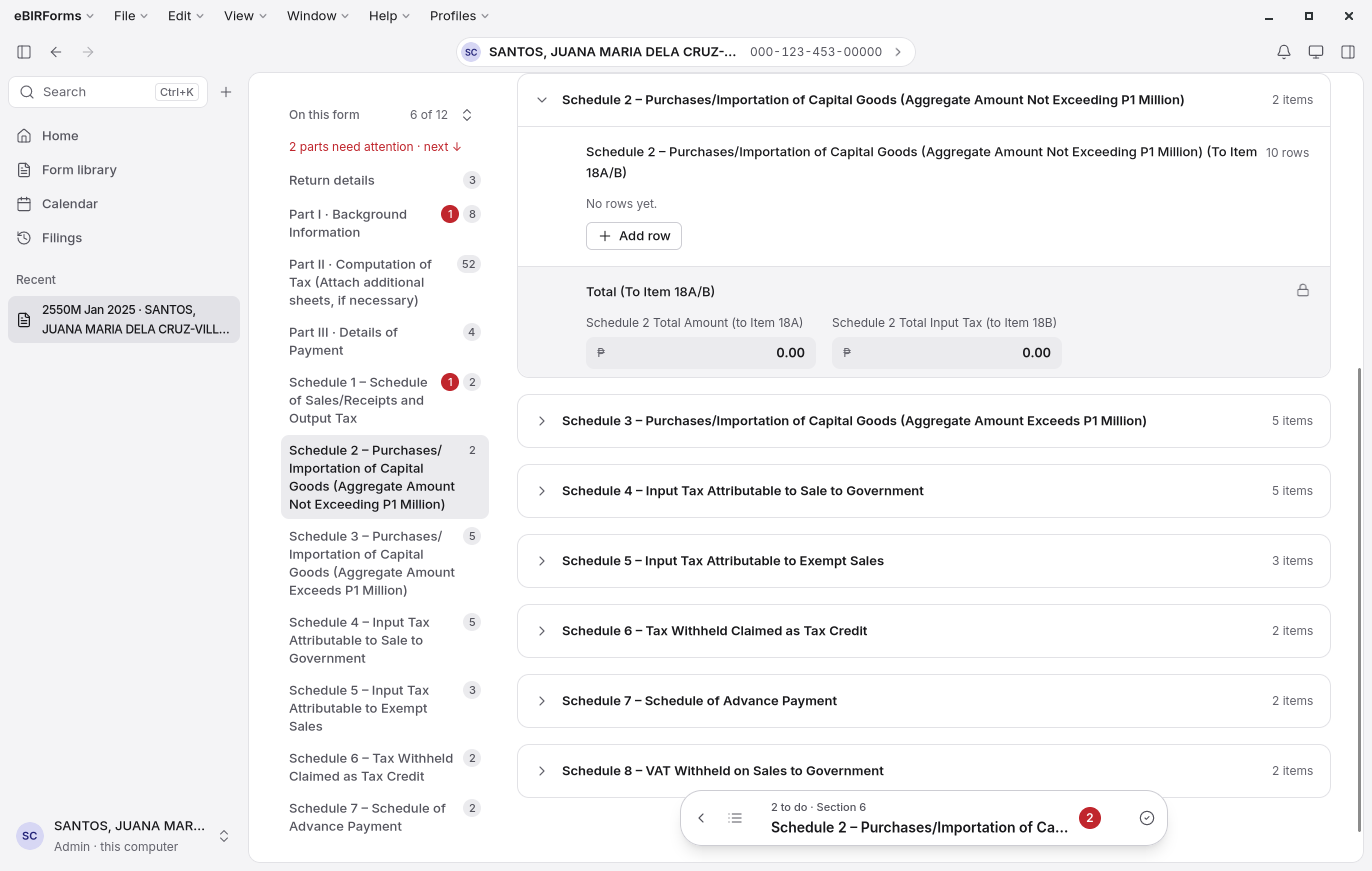 eBIRForms File Edit View Window Help Profiles
SC SANTOS, JUANA MARIA DELA CRUZ-... 000-123-453-00000
Search Ctrl+K
Home
Form library
Calendar
Filings
Recent
2550M Jan 2025 · SANTOS,
JUANA MARIA DELA CRUZ-VILL...
SC SANTOS, JUANA MAR...
Admin · this computer
On this form 6 of 12
2 parts need attention · next ↓
Return details 3
Part I · Background 1 8
Information
Part II · Computation of 52
Tax (Attach additional
sheets, if necessary)
Part III · Details of 4
Payment
Schedule 1 – Schedule 1 2
of Sales/Receipts and
Output Tax
Schedule 2 – Purchases/ 2
Importation of Capital
Goods (Aggregate Amount
Not Exceeding P1 Million)
Schedule 3 – Purchases/ 5
Importation of Capital
Goods (Aggregate Amount
Exceeds P1 Million)
Schedule 4 – Input Tax 5
Attributable to Sale to
Government
Schedule 5 – Input Tax 3
Attributable to Exempt
Sales
Schedule 6 – Tax Withheld 2
Claimed as Tax Credit
Schedule 7 – Schedule of 2
Advance Payment
Schedule 2 – Purchases/Importation of Capital Goods (Aggregate Amount Not Exceeding P1 Million) 2 items
Schedule 2 – Purchases/Importation of Capital Goods (Aggregate Amount Not Exceeding P1 Million) (To Item 10 rows
18A/B)
No rows yet.
Add row
Total (To Item 18A/B)
Schedule 2 Total Amount (to Item 18A) Schedule 2 Total Input Tax (to Item 18B)
₱ 0.00 ₱ 0.00
Schedule 3 – Purchases/Importation of Capital Goods (Aggregate Amount Exceeds P1 Million) 5 items
Schedule 4 – Input Tax Attributable to Sale to Government 5 items
Schedule 5 – Input Tax Attributable to Exempt Sales 3 items
Schedule 6 – Tax Withheld Claimed as Tax Credit 2 items
Schedule 7 – Schedule of Advance Payment 2 items
Schedule 8 – VAT Withheld on Sales to Government 2 items
2 to do · Section 6
Schedule 2 – Purchases/Importation of Ca... 2